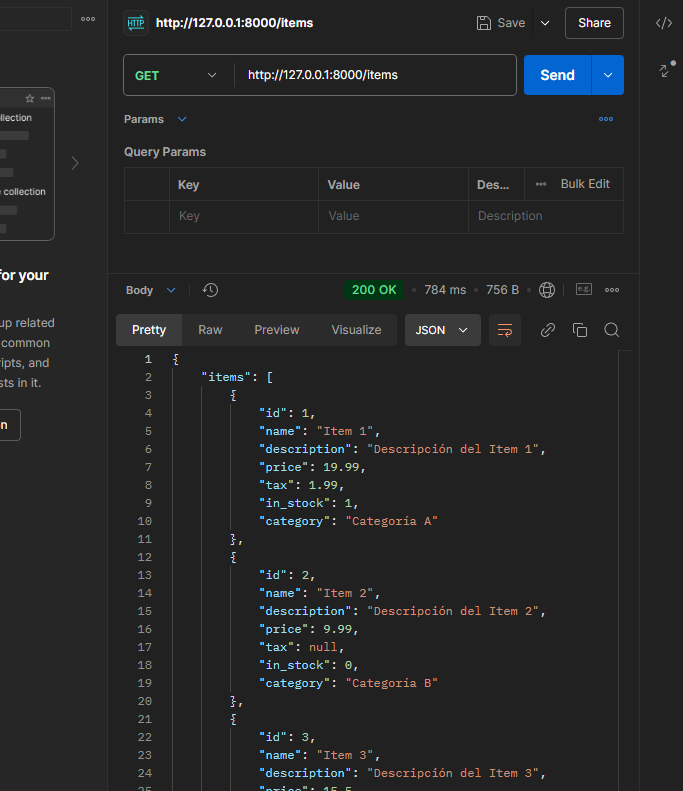 HTTP http://127.0.0.1:8000/items Save Share
GET http://127.0.0.1:8000/items Send
Params
Query Params
Key Value Des... Bulk Edit
Key Value Description
llection
collection
for your
up related
common
ripts, and
sts in it.
n
Body 200 OK 784 ms 756 B
Pretty Raw Preview Visualize JSON
1 {
2 "items": [
3 {
4 "id": 1,
5 "name": "Item 1",
6 "description": "Descripción del Item 1",
7 "price": 19.99,
8 "tax": 1.99,
9 "in_stock": 1,
10 "category": "Categoría A"
11 },
12 {
13 "id": 2,
14 "name": "Item 2",
15 "description": "Descripción del Item 2",
16 "price": 9.99,
17 "tax": null,
18 "in_stock": 0,
19 "category": "Categoría B"
20 },
21 {
22 "id": 3,
23 "name": "Item 3",
24 "description": "Descripción del Item 3",
25 "price": 15.5,